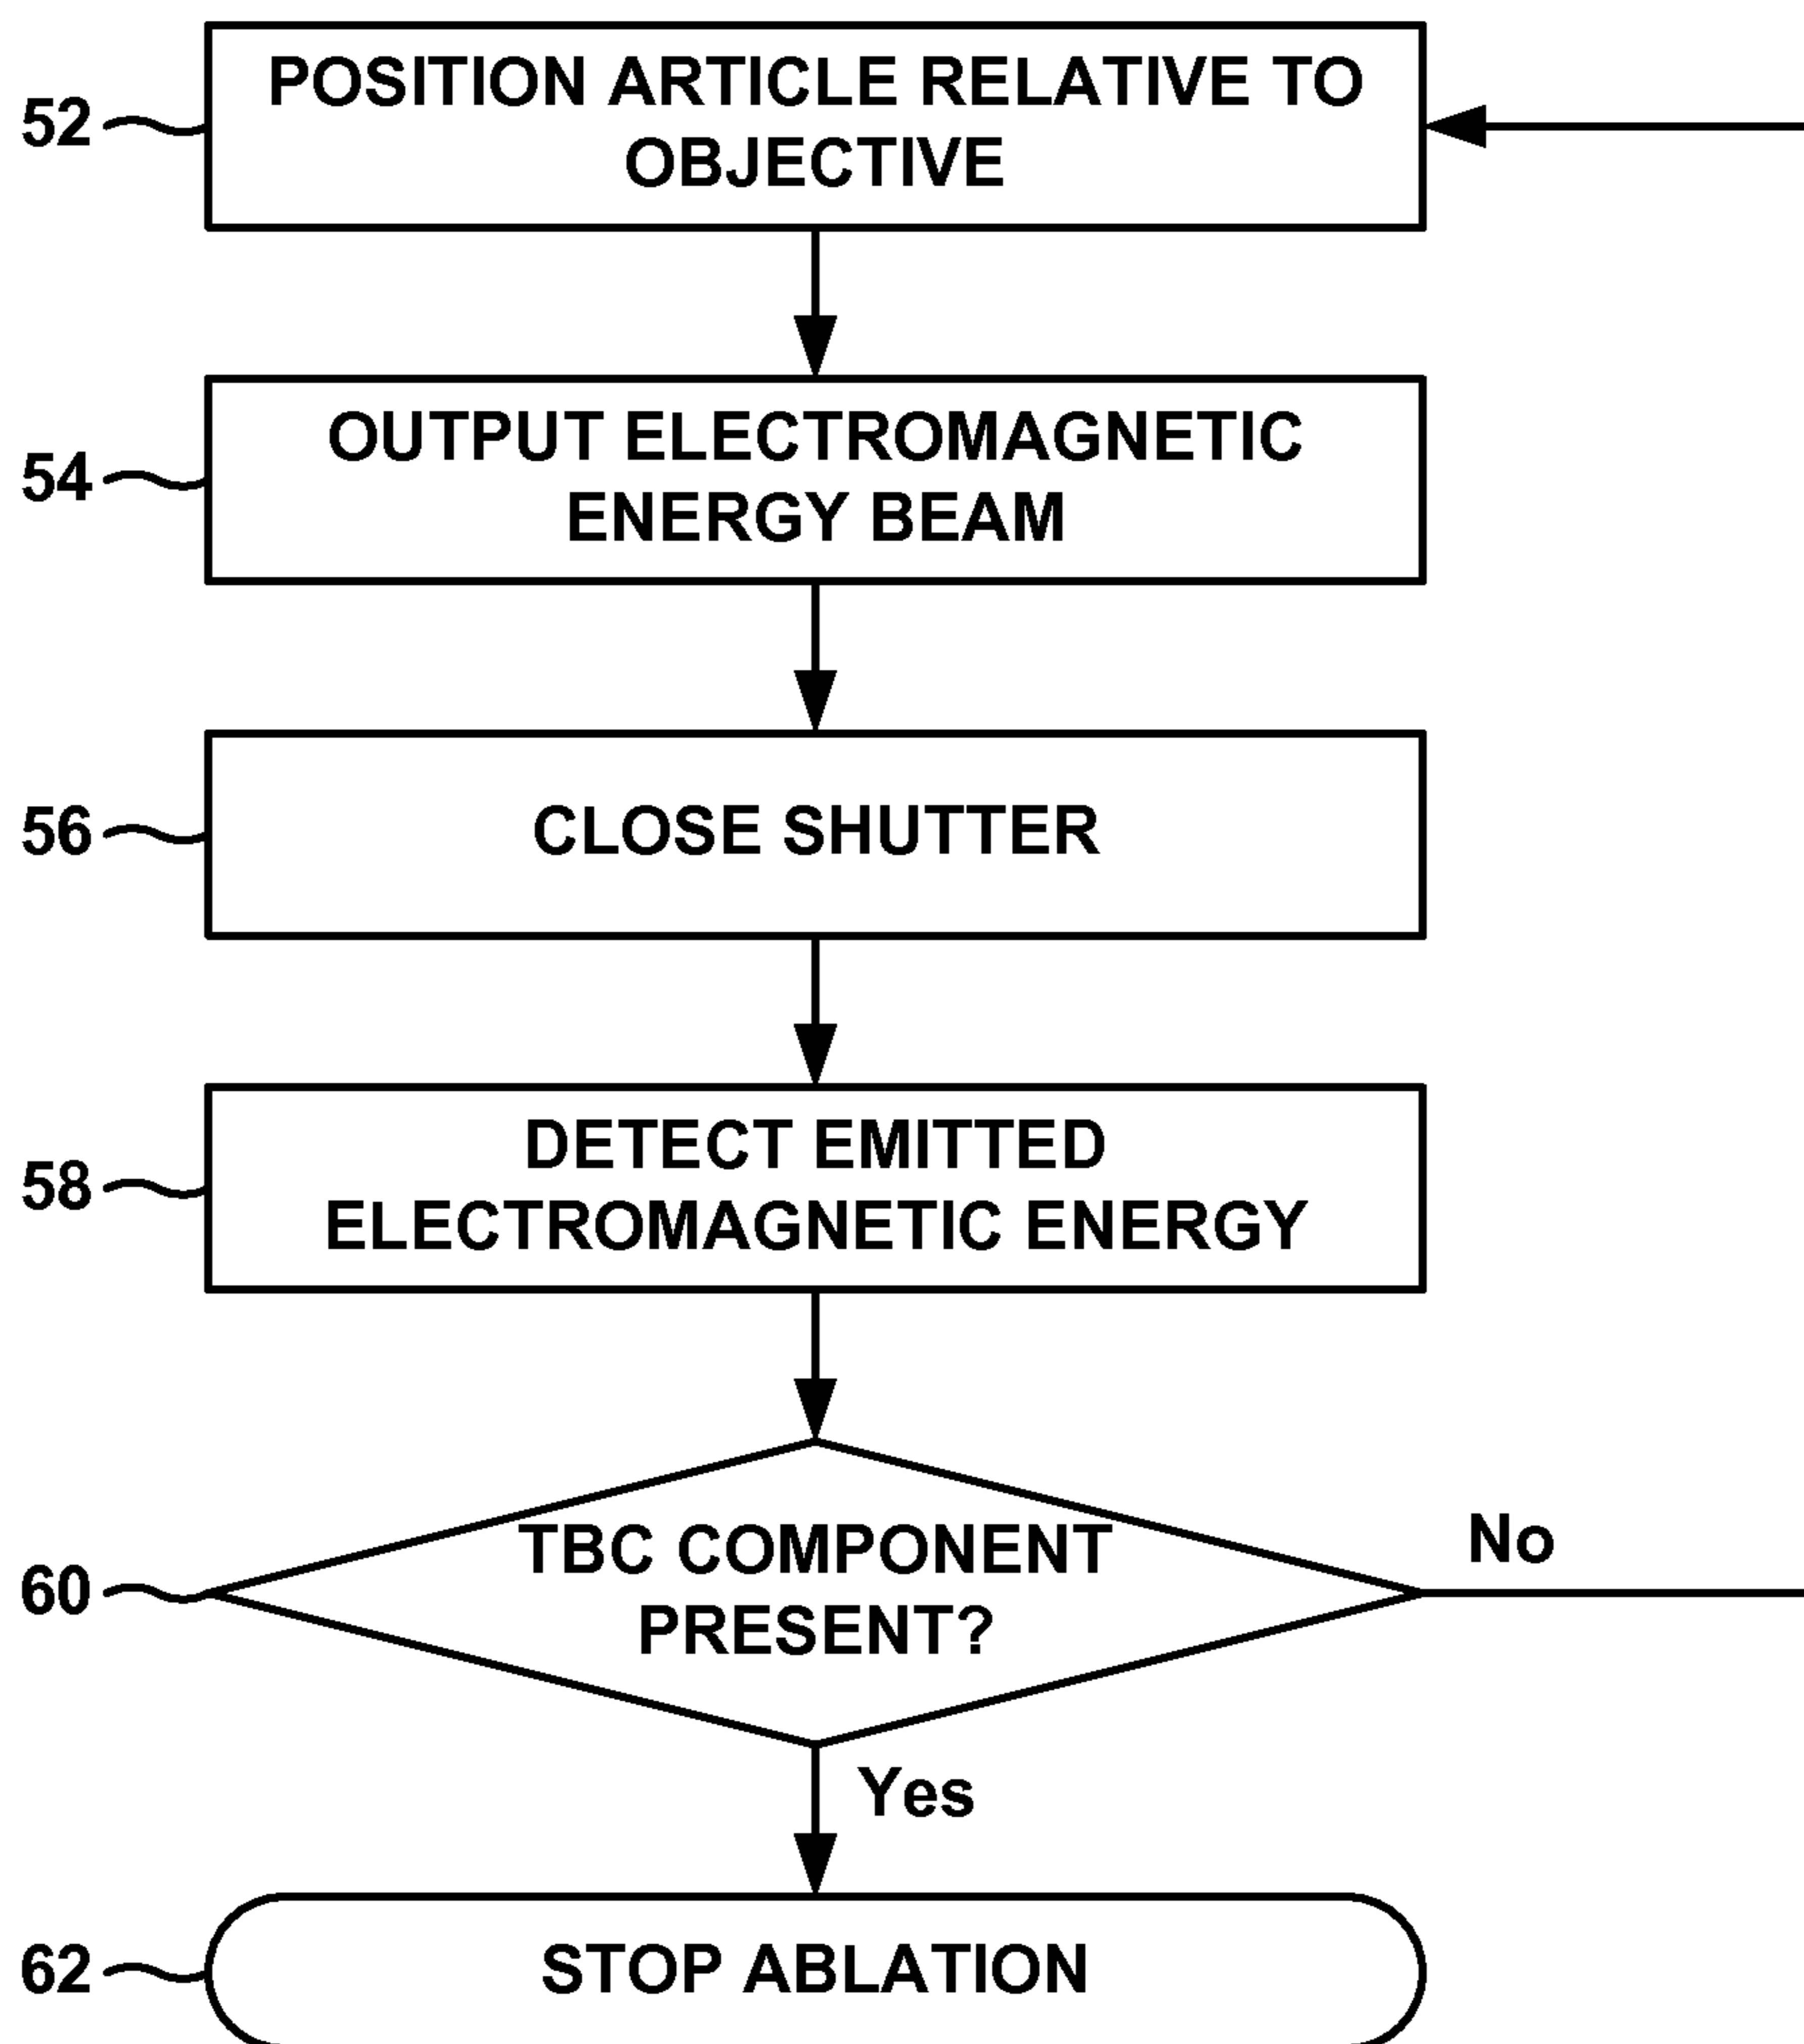 52
POSITION ARTICLE RELATIVE TO
OBJECTIVE
54
OUTPUT ELECTROMAGNETIC
ENERGY BEAM
56
CLOSE SHUTTER
58
DETECT EMITTED
ELECTROMAGNETIC ENERGY
60
TBC COMPONENT
PRESENT?
No
Yes
62
STOP ABLATION